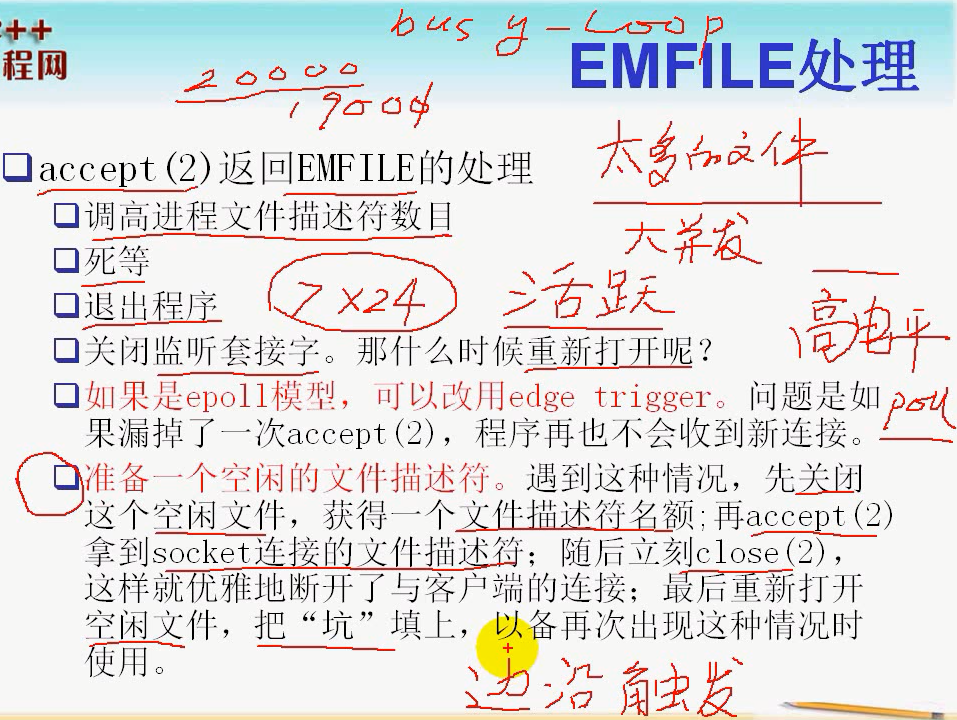 C++
程网
busy-loop
EMFILE处理
20000
19000
太多的文件
accept(2)返回EMFILE的处理
大并发
调高进程文件描述符数目
死等
退出程序
7X24
活跃
高电平
关闭监听套接字。那什么时候重新打开呢?
如果是epoll模型，可以改用edge trigger。问题是如
poll
果漏掉了一次accept(2)，程序再也不会收到新连接。
准备一个空闲的文件描述符。遇到这种情况，先关闭
这个空闲文件，获得一个文件描述符名额;再accept(2)
拿到socket连接的文件描述符；随后立刻close(2)，
这样就优雅地断开了与客户端的连接；最后重新打开
空闲文件，把“坑”填上，以备再次出现这种情况时
使用。
边沿触发